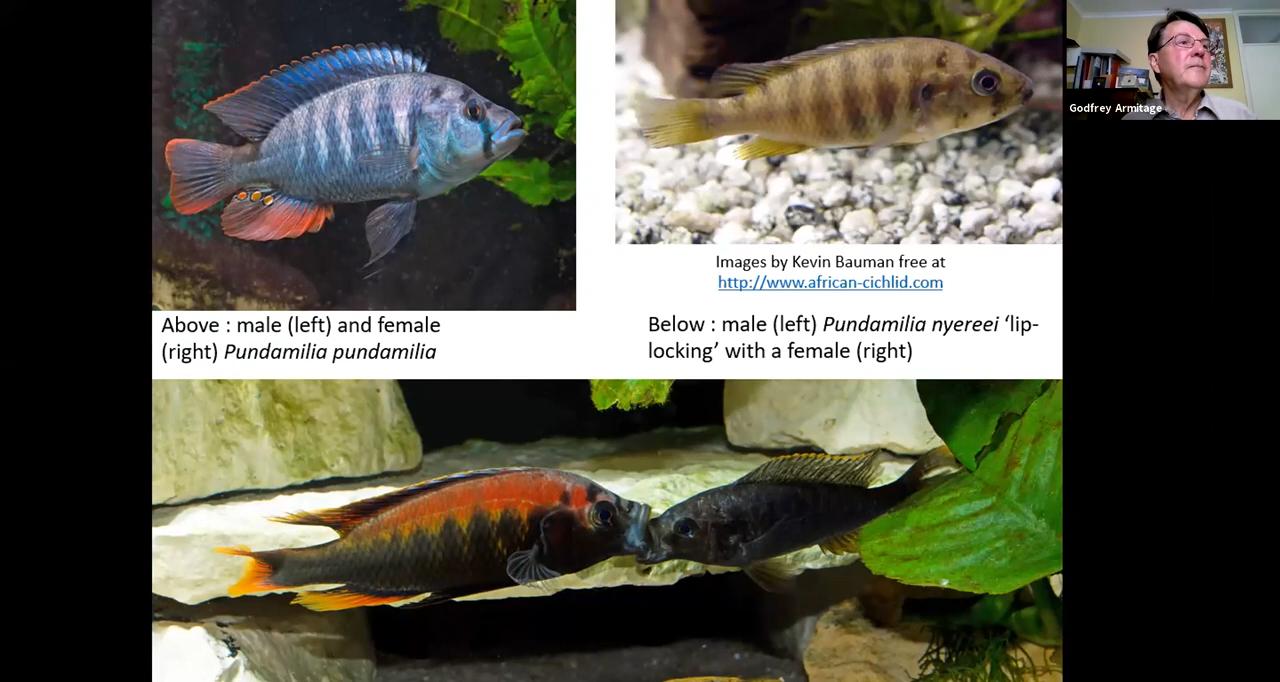 Godfrey Armitage
Images by Kevin Bauman free at
http://www.african-cichlid.com
Above : male (left) and female
(right) Pundamilia pundamilia
Below : male (left) Pundamilia nyereei ‘lip-
locking’ with a female (right)